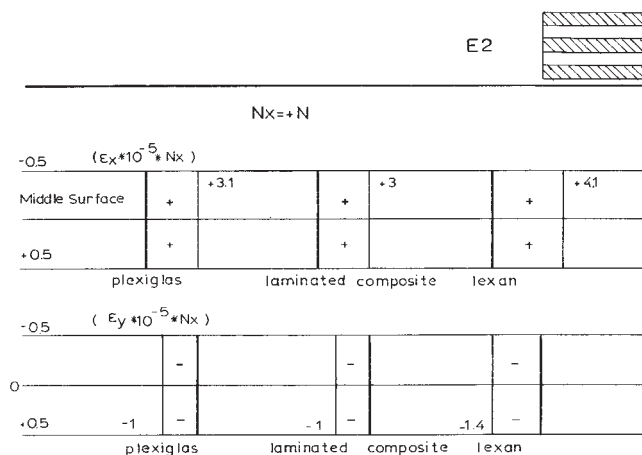 E2
Nx=+N
-0.5 (εx*10^-5* Nx)
+3.1 +3 +4.1
Middle Surface + + +
+ + +
+0.5
plexiglas laminated composite lexan
-0.5 ( εy*10^-5*Nx)
- - -
0
+0.5 -1 - -1 - -1.4 -
plexiglas laminated composite lexan